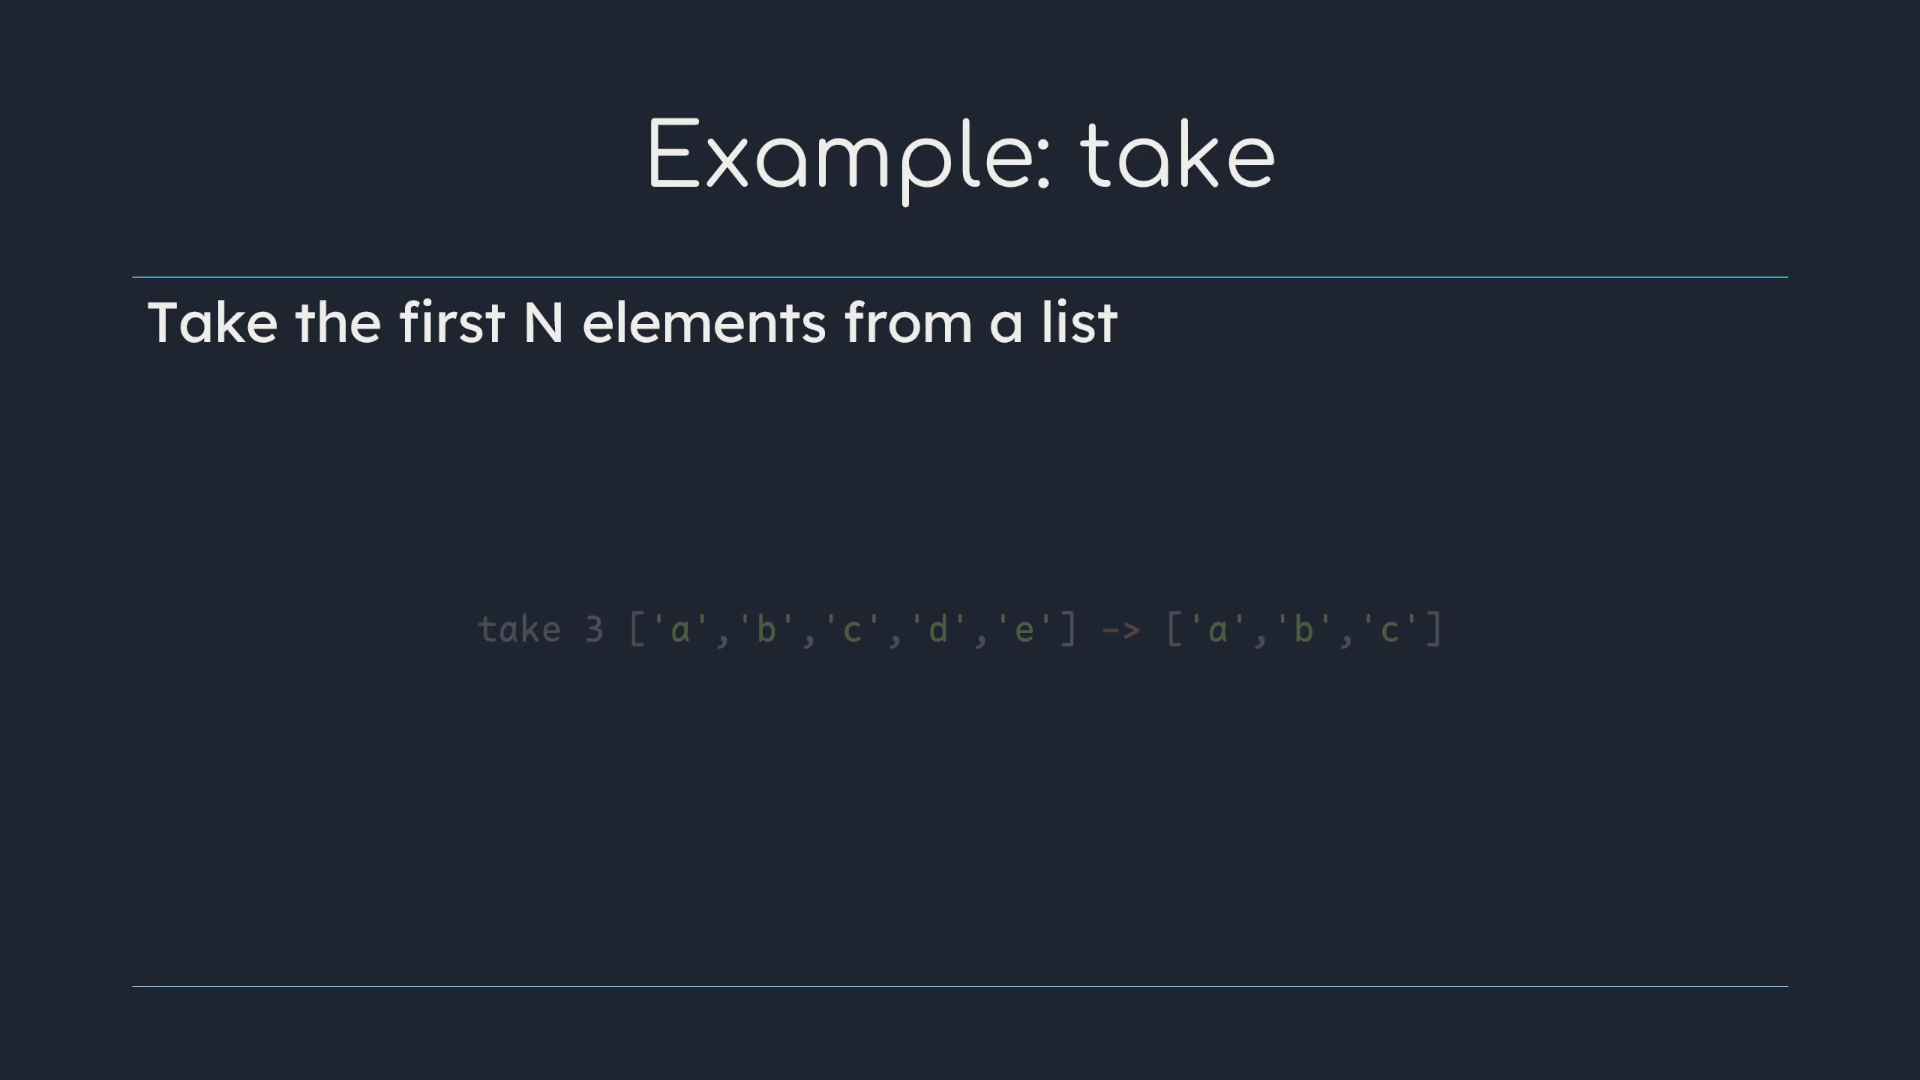 Example: take
Take the first N elements from a list
take 3 ['a','b','c','d','e'] -> ['a','b','c']